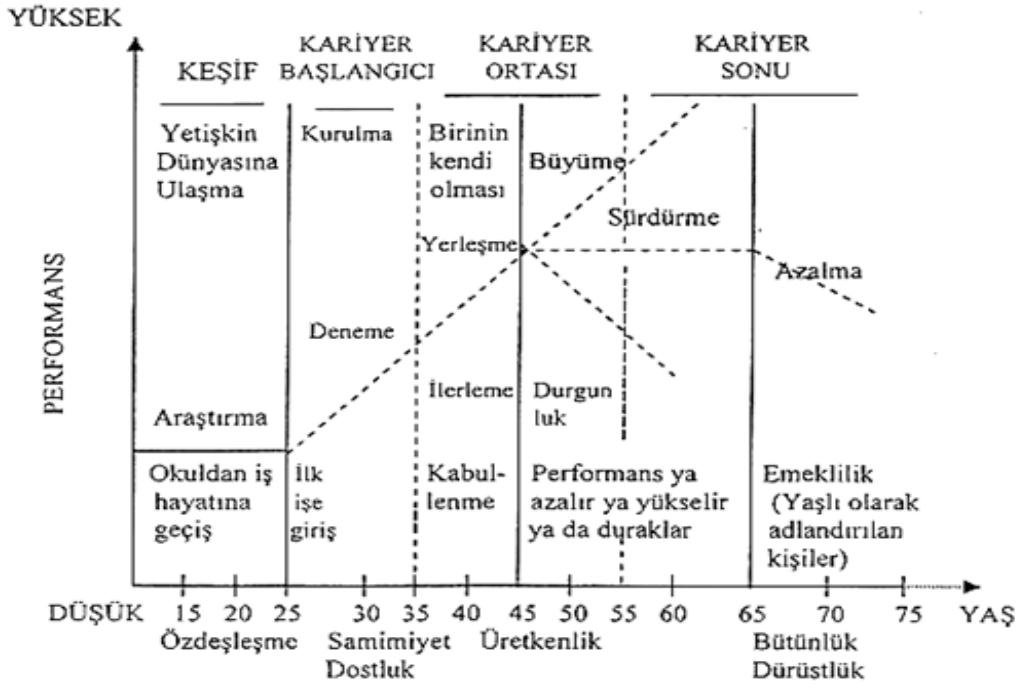 YÜKSEK
KEŞİF
KARİYER
BAŞLANGICI
KARİYER
ORTASI
KARİYER
SONU
Yetişkin
Dünyasına
Ulaşma
Kurulma
Birinin
kendi
olması
Büyüme
Sürdürme
Yerleşme
Azalma
Deneme
PERFORMANS
Araştırma
İlerleme
Durgun
luk
Okuldan iş
hayatına
geçiş
İlk
işe
giriş
Kabul-
lenme
Performans ya
azalır ya yükselir
ya da duraklar
Emeklilik
(Yaşlı olarak
adlandırılan
kişiler)
DÜŞÜK 15 20 25 30 35 40 45 50 55 60 65 70 75 YAŞ
Özdeşleşme
Samimiyet
Dostluk
Üretkenlik
Bütünlük
Dürüstlük